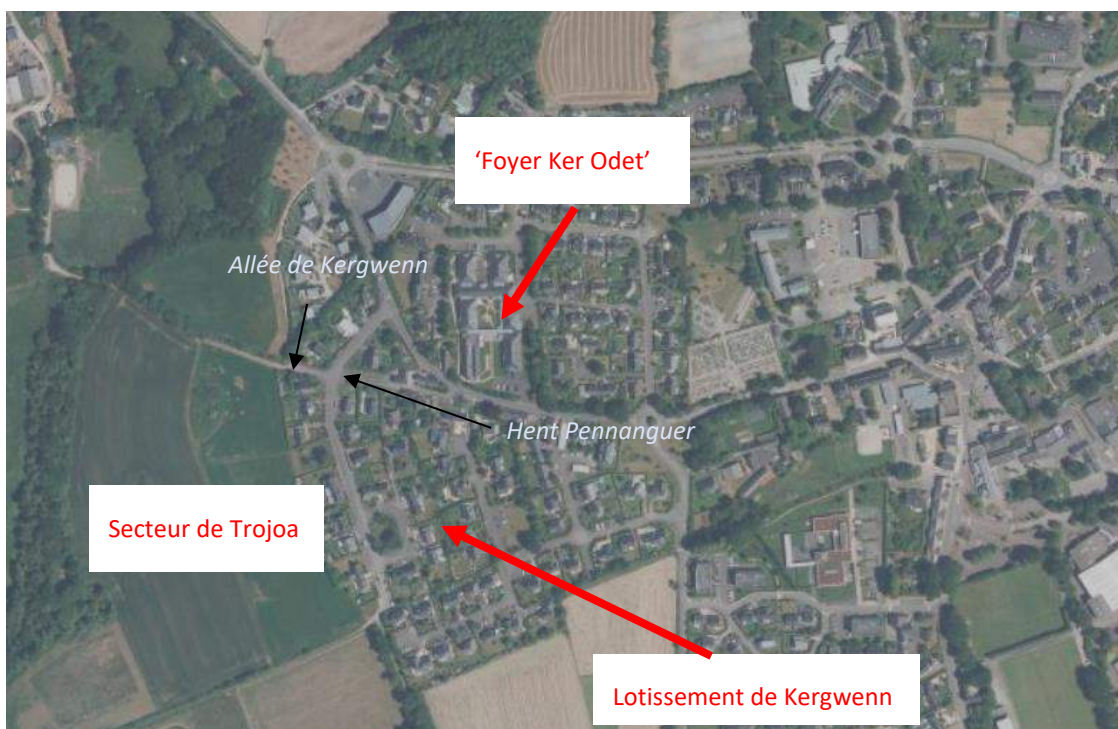 ‘Foyer Ker Odet’
Allée de Kergwenn
Hent Pennanguer
Secteur de Trojoa
Lotissement de Kergwenn